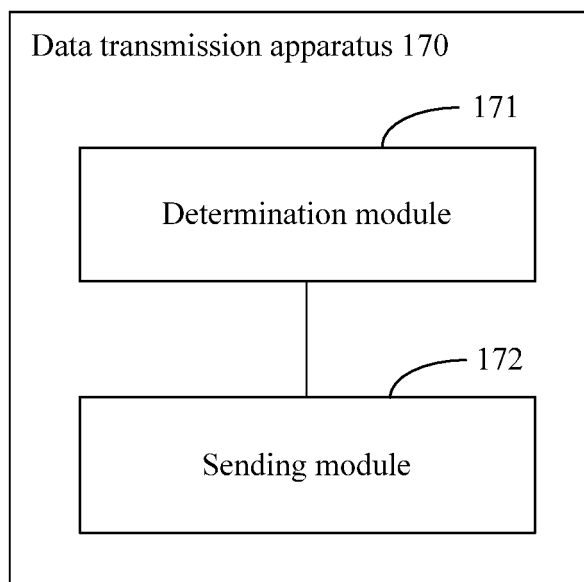 Data transmission apparatus 170
171
Determination module
172
Sending module